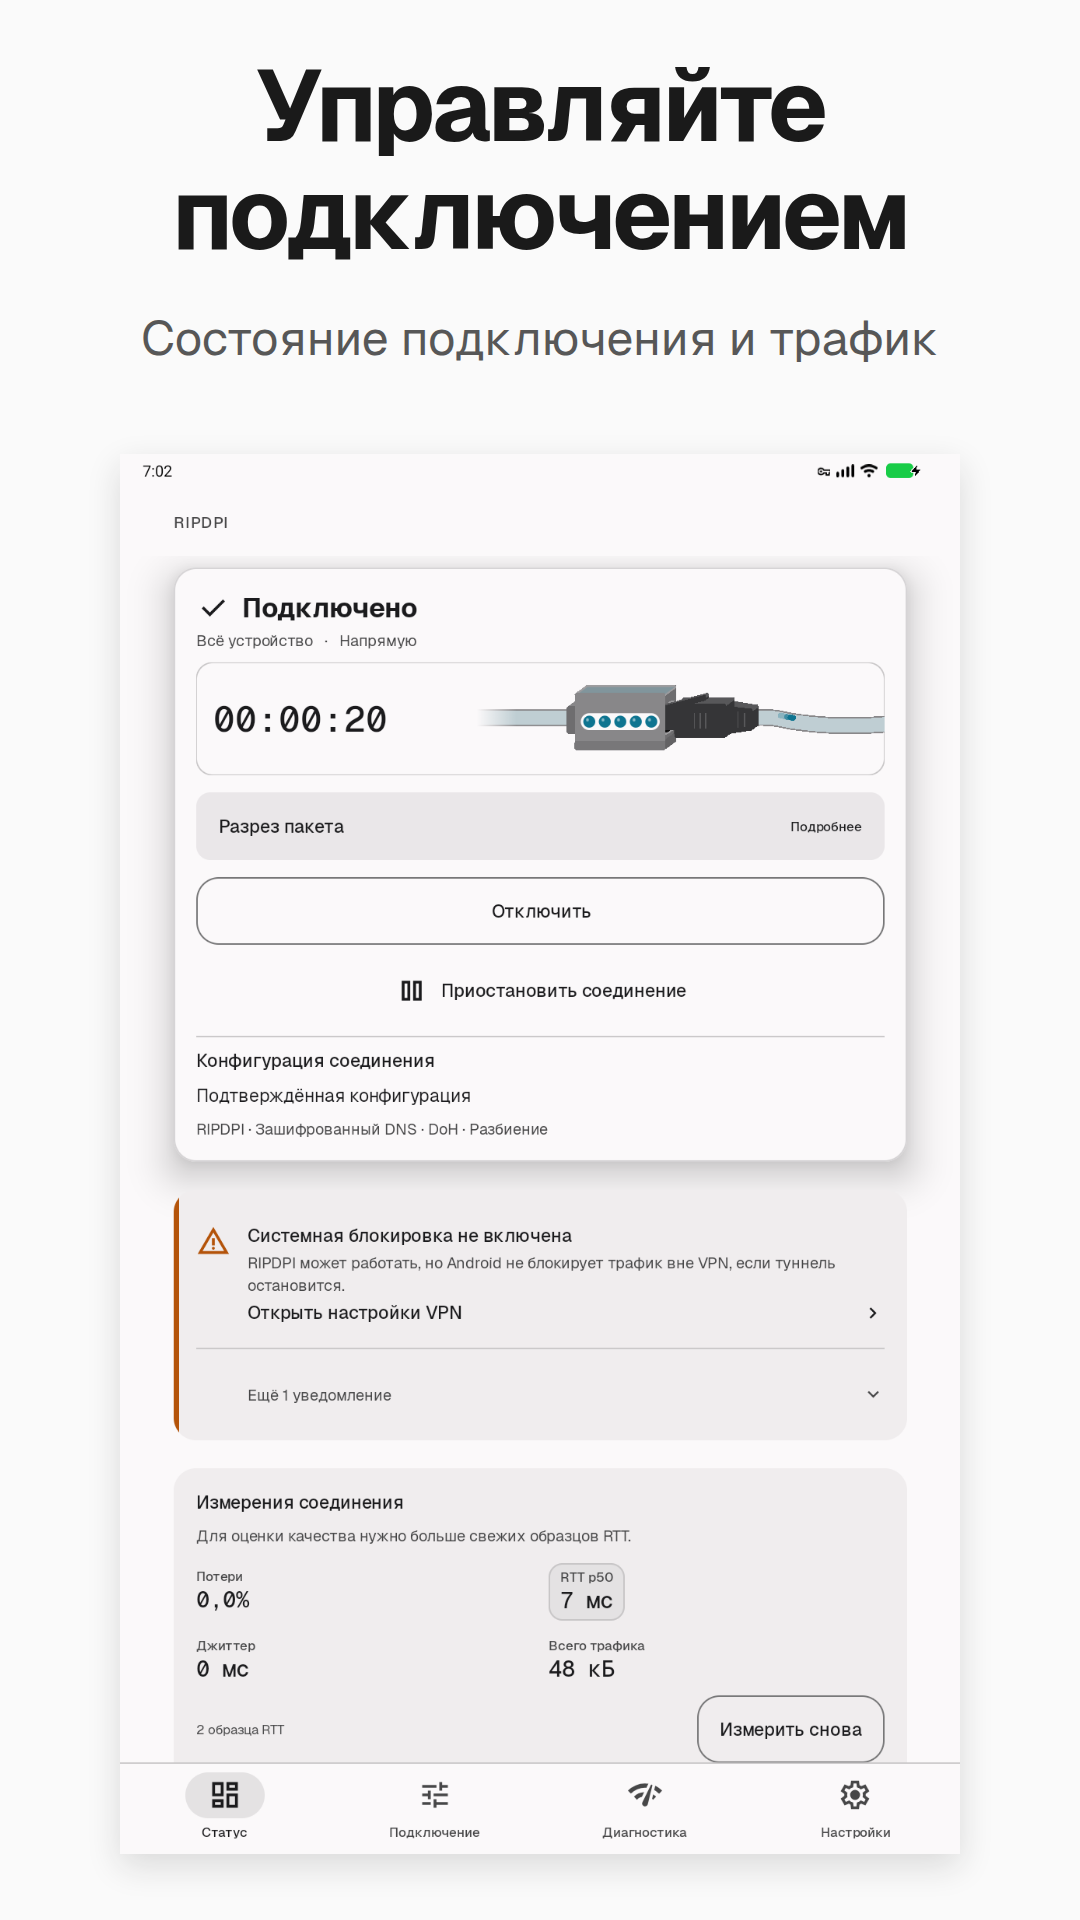 Управляйте
подключением
Состояние подключения и трафик
7:02
RIPDPI
Подключено
Всё устройство · Напрямую
00:00:20
Разрез пакета
Подробнее
Отключить
Приостановить соединение
Конфигурация соединения
Подтверждённая конфигурация
RIPDPI · Зашифрованный DNS · DoH · Разбиение
Системная блокировка не включена
RIPDPI может работать, но Android не блокирует трафик вне VPN, если туннель
остановится.
Открыть настройки VPN
Ещё 1 уведомление
Измерения соединения
Для оценки качества нужно больше свежих образцов RTT.
Потери
0,0%
RTT p50
7 мс
Джиттер
0 мс
Всего трафика
48 кБ
2 образца RTT
Измерить снова
Статус
Подключение
Диагностика
Настройки